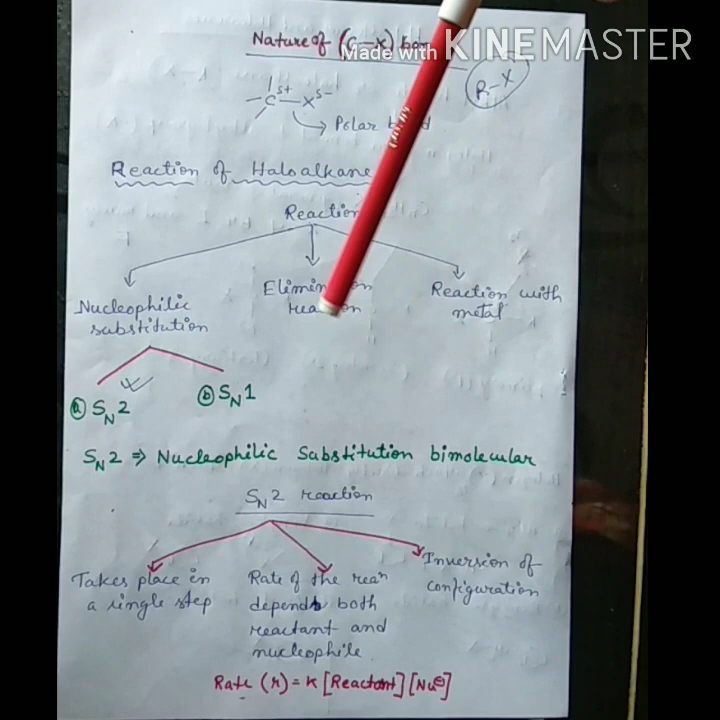 Nature of (C-X)
Made with KINEMASTER
R-X
C δ+ - X δ-
Polar
Reaction of Haloalkane
Reaction
Nucleophilic
substitution
Reaction with
metal
(a) SN2
(b) SN1
SN2 ⇒ Nucleophilic Substitution bimolecular
SN2 reaction
Takes place in
a single step
Rate of the rea^n
depends both
reactant and
nucleophile.
Inversion of
configuration
Rate (r) = K [Reactant] [Nu⊖]